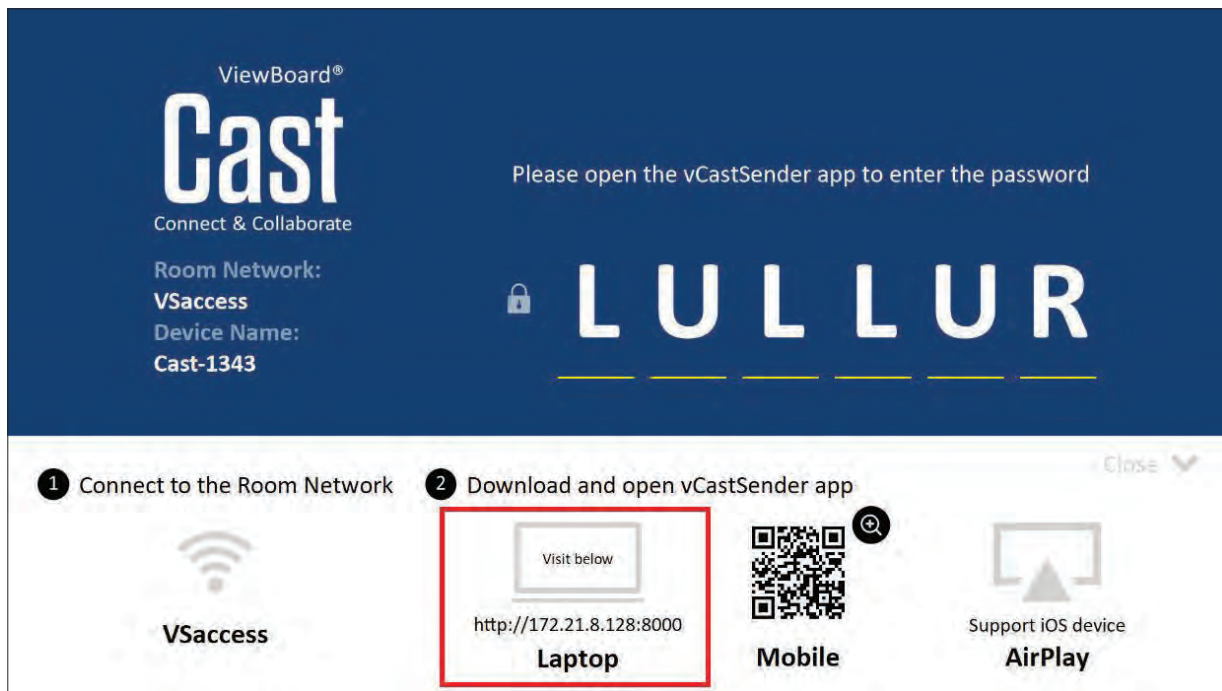 ViewBoard®
Cast
Connect & Collaborate
Room Network:
VSaccess
Device Name:
Cast-1343
Please open the vCastSender app to enter the password
LULLUR
Close
1 Connect to the Room Network
VSaccess
2 Download and open vCastSender app
Visit below
http://172.21.8.128:8000
Laptop
Mobile
Support iOS device
AirPlay